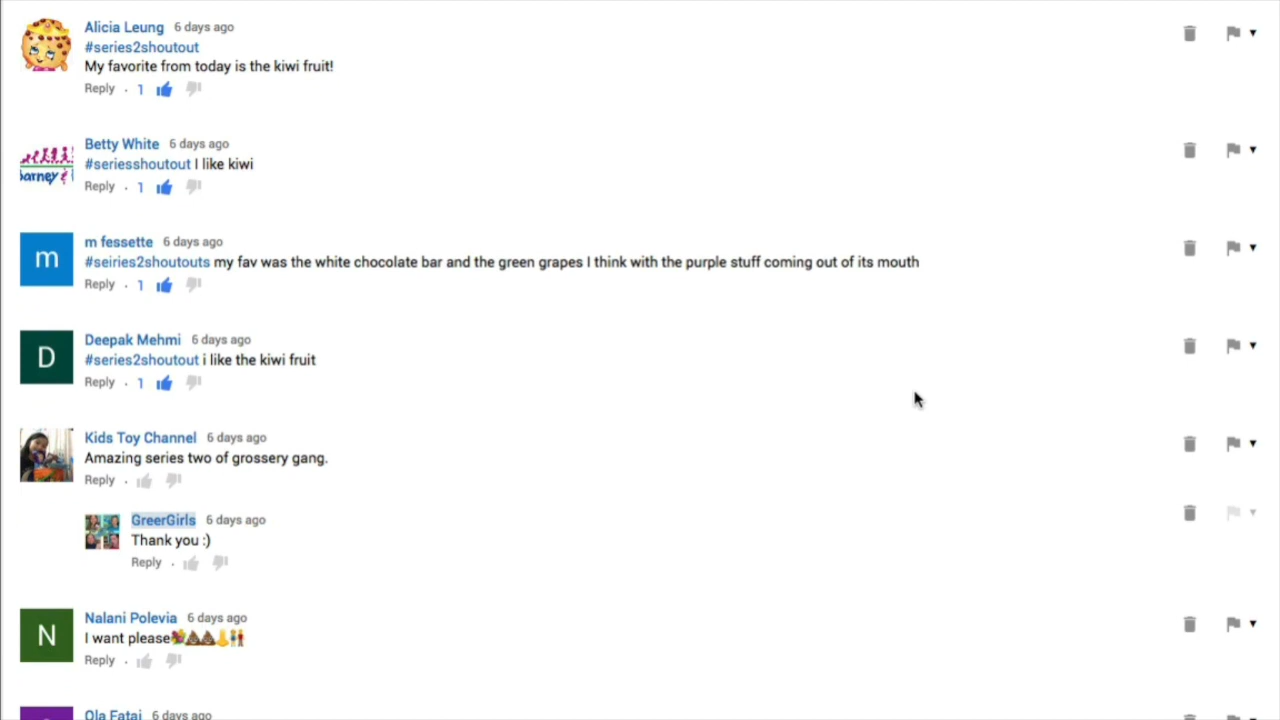 Alicia Leung 6 days ago
#series2shoutout
My favorite from today is the kiwi fruit!
Reply . 1
Betty White 6 days ago
#seriesshoutout I like kiwi
barney
Reply . 1
m
m fessette 6 days ago
#seiries2shoutouts my fav was the white chocolate bar and the green grapes I think with the purple stuff coming out of its mouth
Reply . 1
D
Deepak Mehmi 6 days ago
#series2shoutout i like the kiwi fruit
Reply . 1
Kids Toy Channel 6 days ago
Amazing series two of grossery gang.
Reply .
GreerGirls 6 days ago
Thank you :)
Reply .
N
Nalani Polevia 6 days ago
I want please🍇💩💩👃👫
Reply .
Ola Fatai 6 days ago